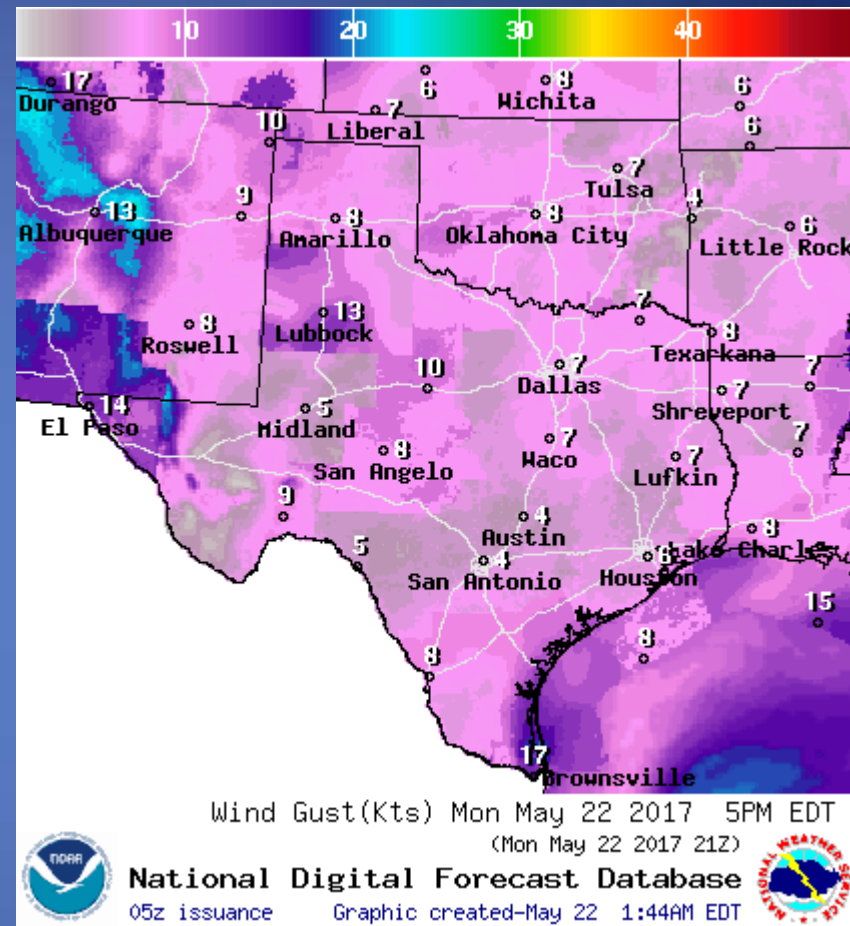 10 20 30 40
17 Durango
6
8 Wichita
6
7 Liberal
10
6
7 Tulsa
13 Albuquerque
9
8 Amarillo
8 Oklahoma City
4
6 Little Rock
8 Roswell
13 Lubbock
7
8 Texarkana
10
7 Dallas
7 Shreveport
7
14 El Paso
5 Midland
8 San Angelo
7 Waco
7 Lufkin
7
9
4 Austin
8 Lake Charles
5
4 San Antonio
6 Houston
15
8
8
17 Brownsville
Wind Gust(Kts) Mon May 22 2017 5PM EDT
(Mon May 22 2017 21Z)
National Digital Forecast Database
05z issuance Graphic created-May 22 1:44AM EDT
NOAA
NATIONAL WEATHER SERVICE